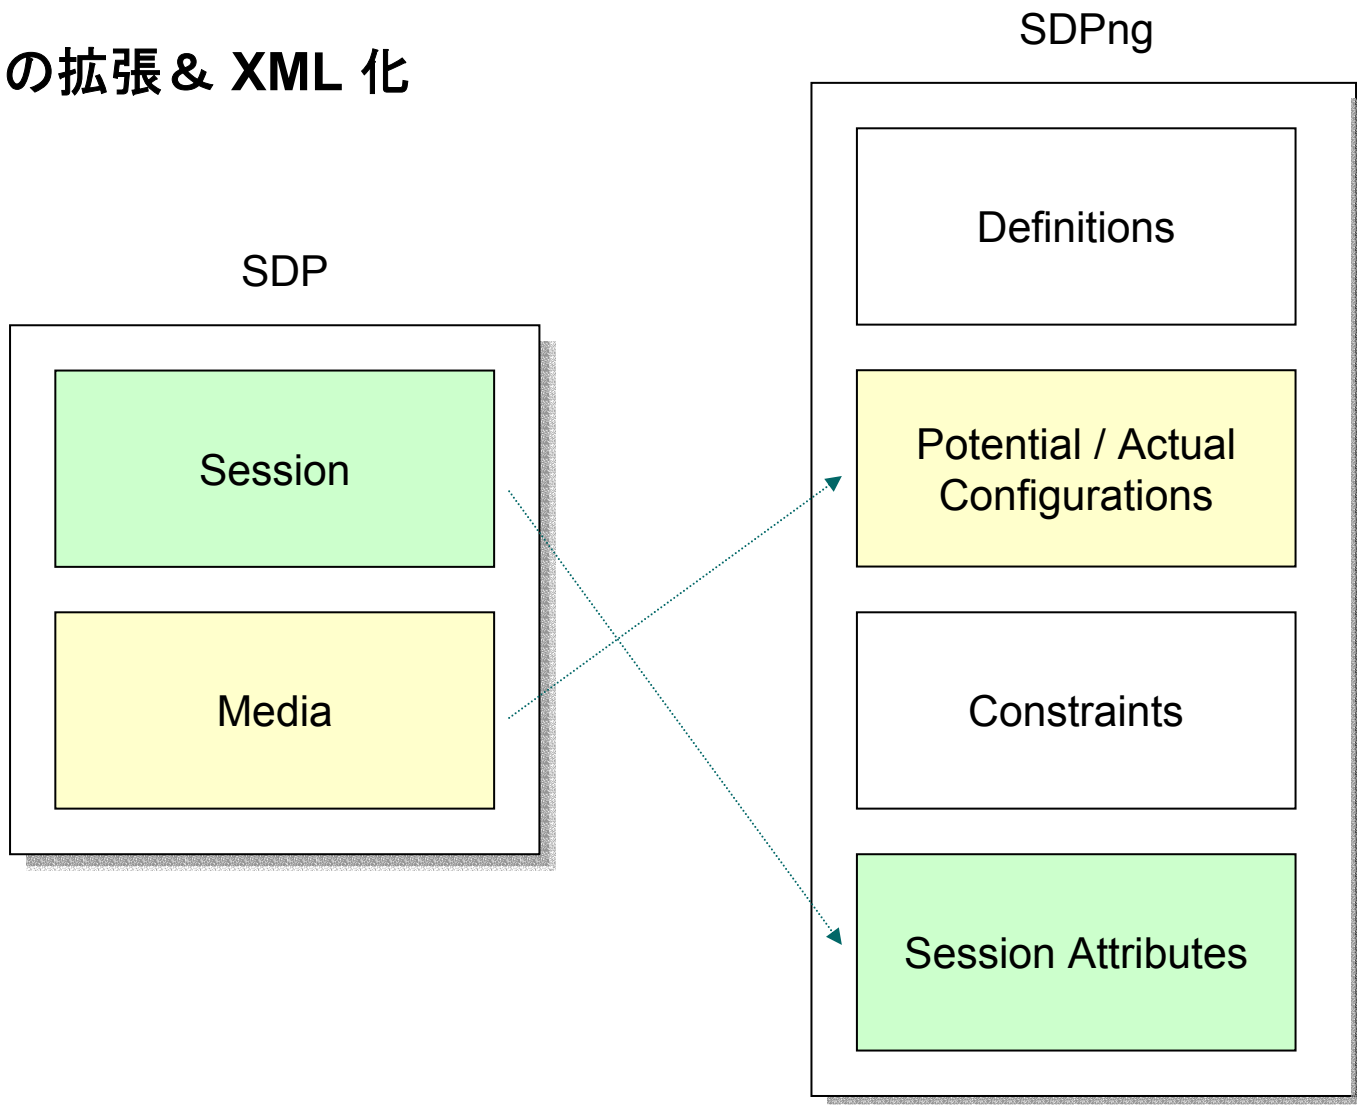 の拡張＆ XML 化
SDPng
SDP
Session
Media
Definitions
Potential / Actual
Configurations
Constraints
Session Attributes